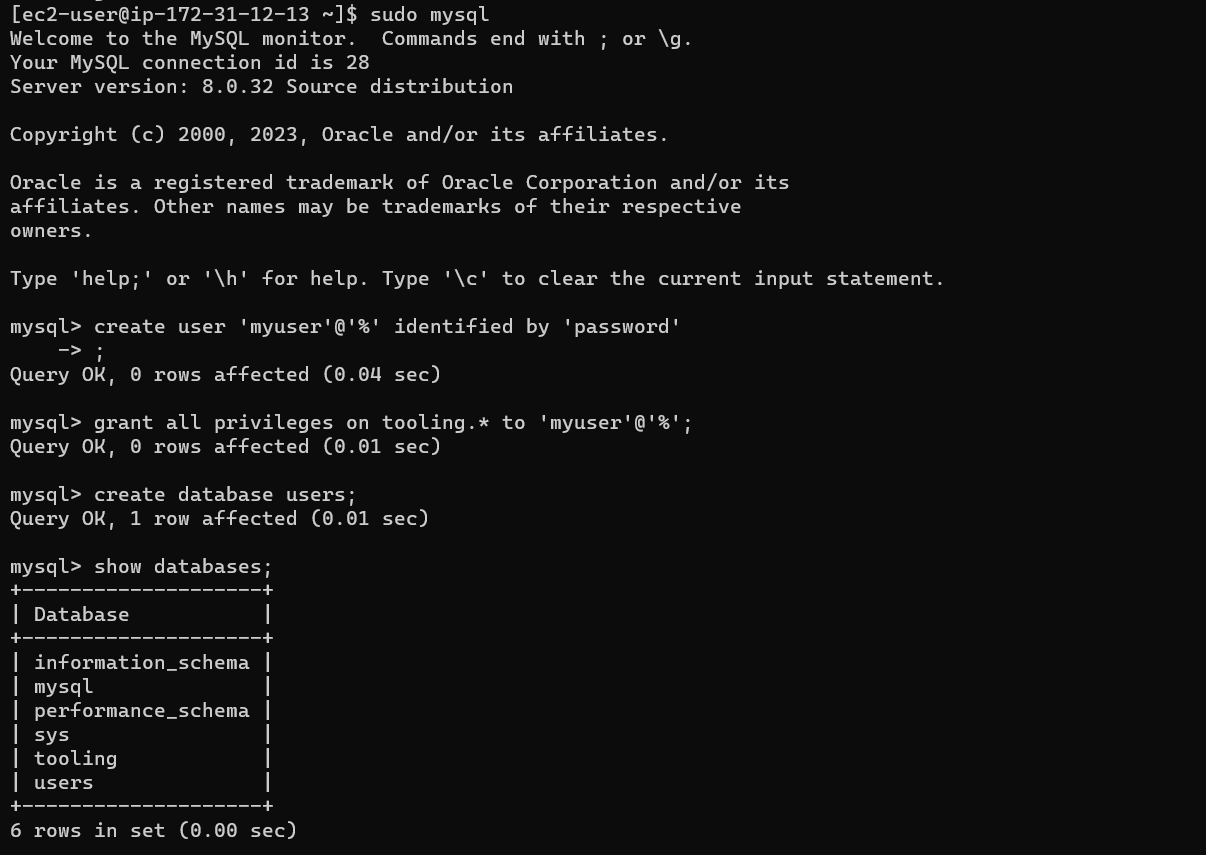 [ec2-user@ip-172-31-12-13 ~]$ sudo mysql
Welcome to the MySQL monitor.  Commands end with ; or \g.
Your MySQL connection id is 28
Server version: 8.0.32 Source distribution

Copyright (c) 2000, 2023, Oracle and/or its affiliates.

Oracle is a registered trademark of Oracle Corporation and/or its
affiliates. Other names may be trademarks of their respective
owners.

Type 'help;' or '\h' for help. Type '\c' to clear the current input statement.

mysql> create user 'myuser'@'%' identified by 'password'
    -> ;
Query OK, 0 rows affected (0.04 sec)

mysql> grant all privileges on tooling.* to 'myuser'@'%';
Query OK, 0 rows affected (0.01 sec)

mysql> create database users;
Query OK, 1 row affected (0.01 sec)

mysql> show databases;
+--------------------+
| Database           |
+--------------------+
| information_schema |
| mysql              |
| performance_schema |
| sys                |
| tooling            |
| users              |
+--------------------+
6 rows in set (0.00 sec)